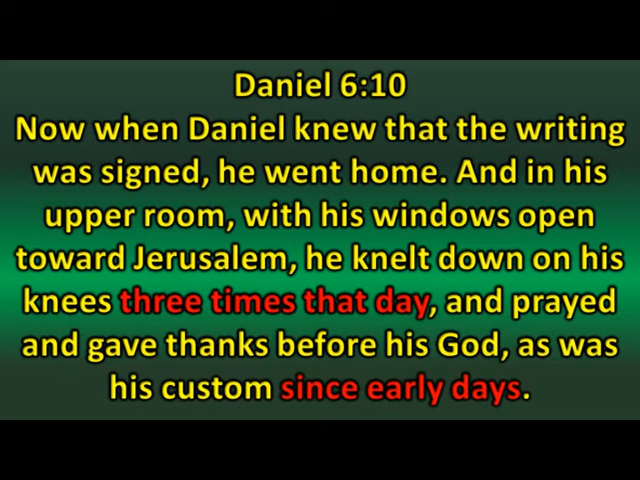 Daniel 6:10
Now when Daniel knew that the writing
was signed, he went home. And in his
upper room, with his windows open
toward Jerusalem, he knelt down on his
knees three times that day, and prayed
and gave thanks before his God, as was
his custom since early days.